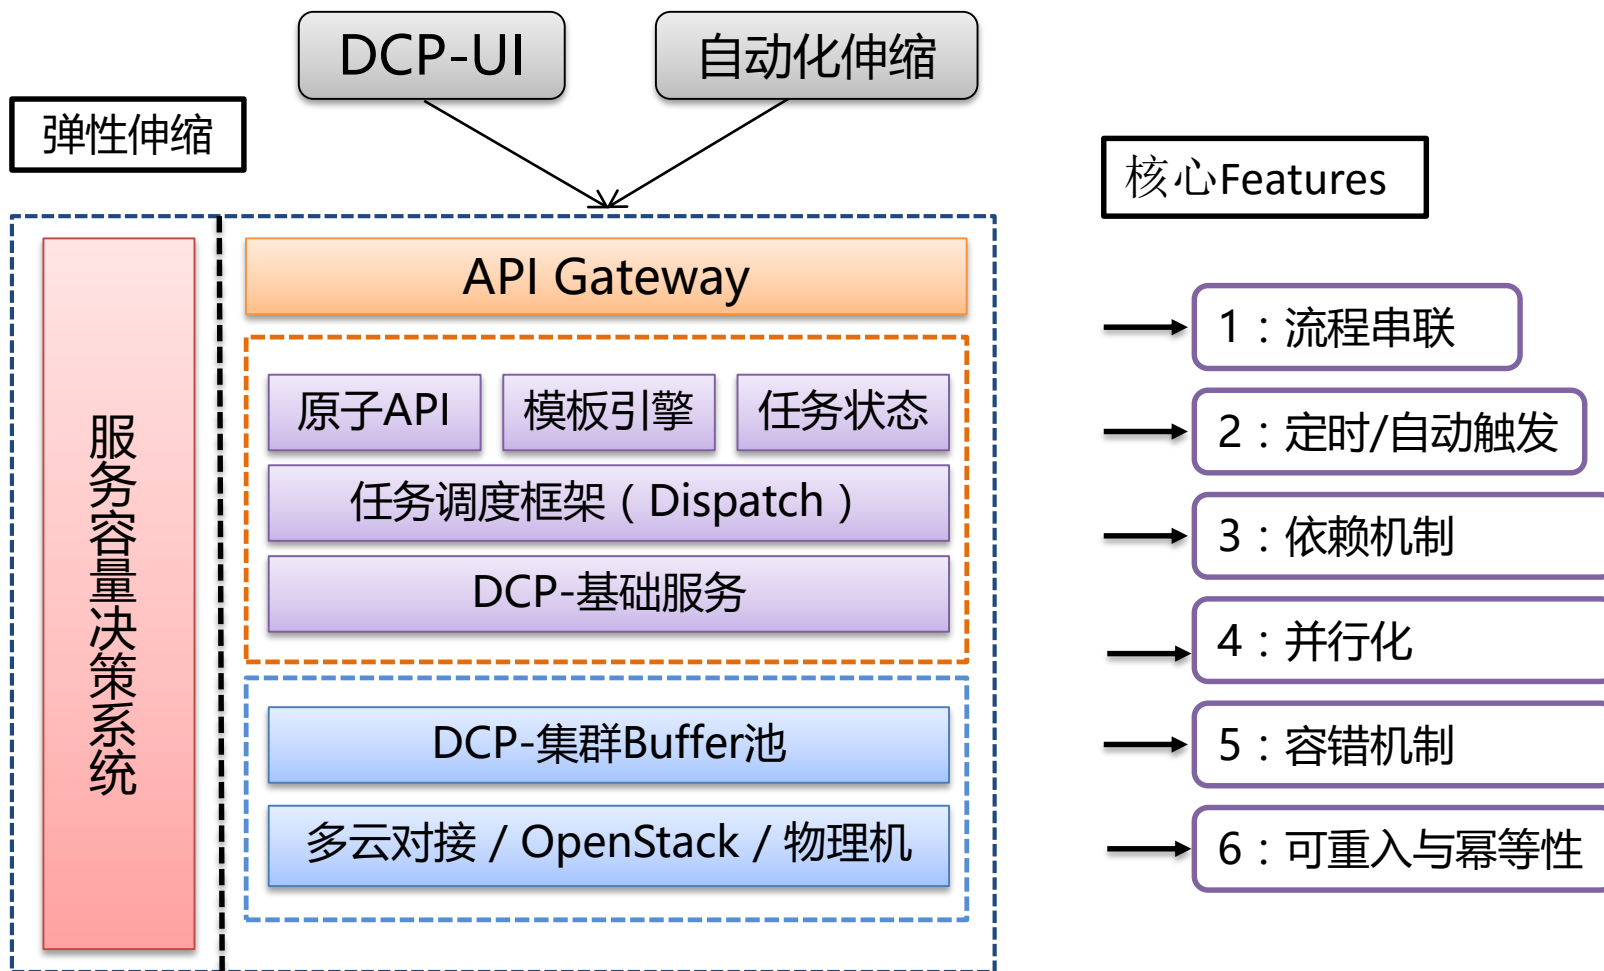 DCP-UI
自动化伸缩
弹性伸缩
服务容量决策系统
API Gateway
原子API
模板引擎
任务状态
任务调度框架（Dispatch）
DCP-基础服务
DCP-集群Buffer池
多云对接 / OpenStack / 物理机
核心Features
1：流程串联
2：定时/自动触发
3：依赖机制
4：并行化
5：容错机制
6：可重入与幂等性